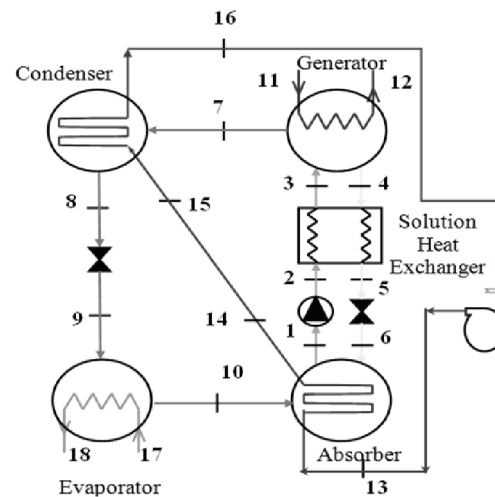 16
Condenser
Generator
11
12
7
3
4
8
15
Solution
Heat
Exchanger
2
5
9
14
1
6
10
18
17
Absorber
13
Evaporator